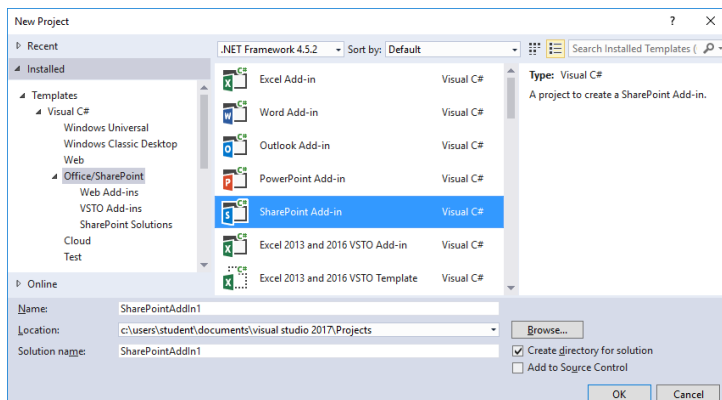 New Project
Recent
.NET Framework 4.5.2 Sort by: Default Search Installed Templates (
Installed
Templates
Visual C#
Windows Universal
Windows Classic Desktop
Web
Office/SharePoint
Web Add-ins
VSTO Add-ins
SharePoint Solutions
Cloud
Test
Online
Excel Add-in Visual C#
Word Add-in Visual C#
Outlook Add-in Visual C#
PowerPoint Add-in Visual C#
SharePoint Add-in Visual C#
Excel 2013 and 2016 VSTO Add-in Visual C#
Excel 2013 and 2016 VSTO Template Visual C#
Type: Visual C#
A project to create a SharePoint Add-in.
Name: SharePointAddIn1
Location: c:\users\student\documents\visual studio 2017\Projects Browse...
Solution name: SharePointAddIn1 Create directory for solution
Add to Source Control
OK Cancel